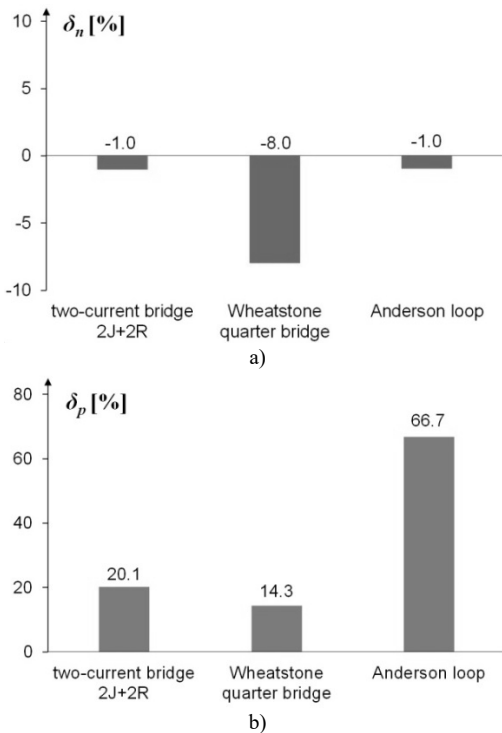 δn [%]
10
5
-1.0 -8.0 -1.0
0
-5
-10
two-current bridge Wheatstone Anderson loop
2J+2R quarter bridge
a)
δp [%]
80
66.7
60
40
20.1
14.3
20
0
two-current bridge Wheatstone Anderson loop
2J+2R quarter bridge
b)